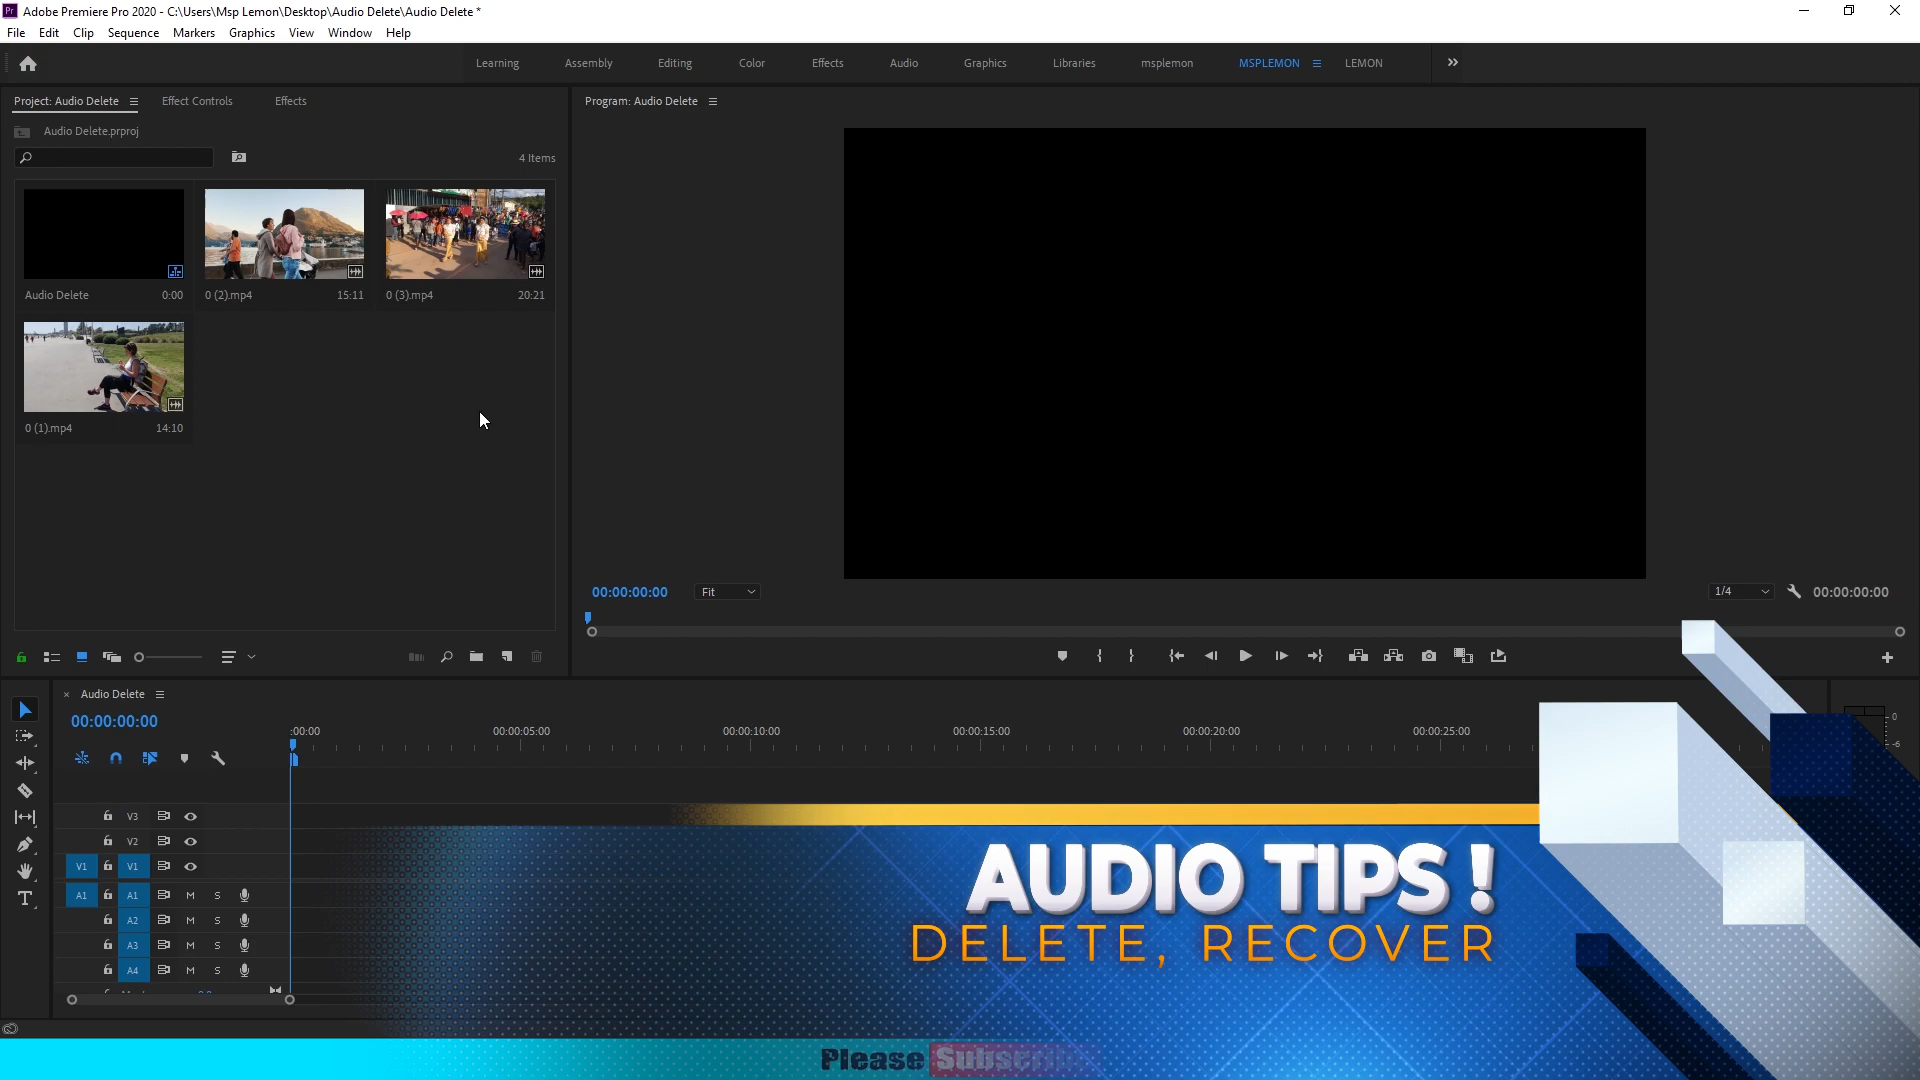 Pr Adobe Premiere Pro 2020 - C:\Users\Msp Lemon\Desktop\Audio Delete\Audio Delete *
File Edit Clip Sequence Markers Graphics View Window Help
Learning Assembly Editing Color Effects Audio Graphics Libraries msplemon MSPLEMON LEMON
Project: Audio Delete Effect Controls Effects
Program: Audio Delete
Audio Delete.prproj
4 Items
Audio Delete 0:00 0 (2).mp4 15:11 0 (3).mp4 20:21
0 (1).mp4 14:10
00:00:00:00 Fit 1/4 00:00:00:00
Audio Delete
00:00:00:00
:00:00 00:00:05:00 00:00:10:00 00:00:15:00 00:00:20:00 00:00:25:00
0
-6
V3
V2
V1 V1
A1 A1 M S
A2 M S
A3 M S
A4 M S
AUDIO TIPS !
DELETE, RECOVER
Please Subscribe